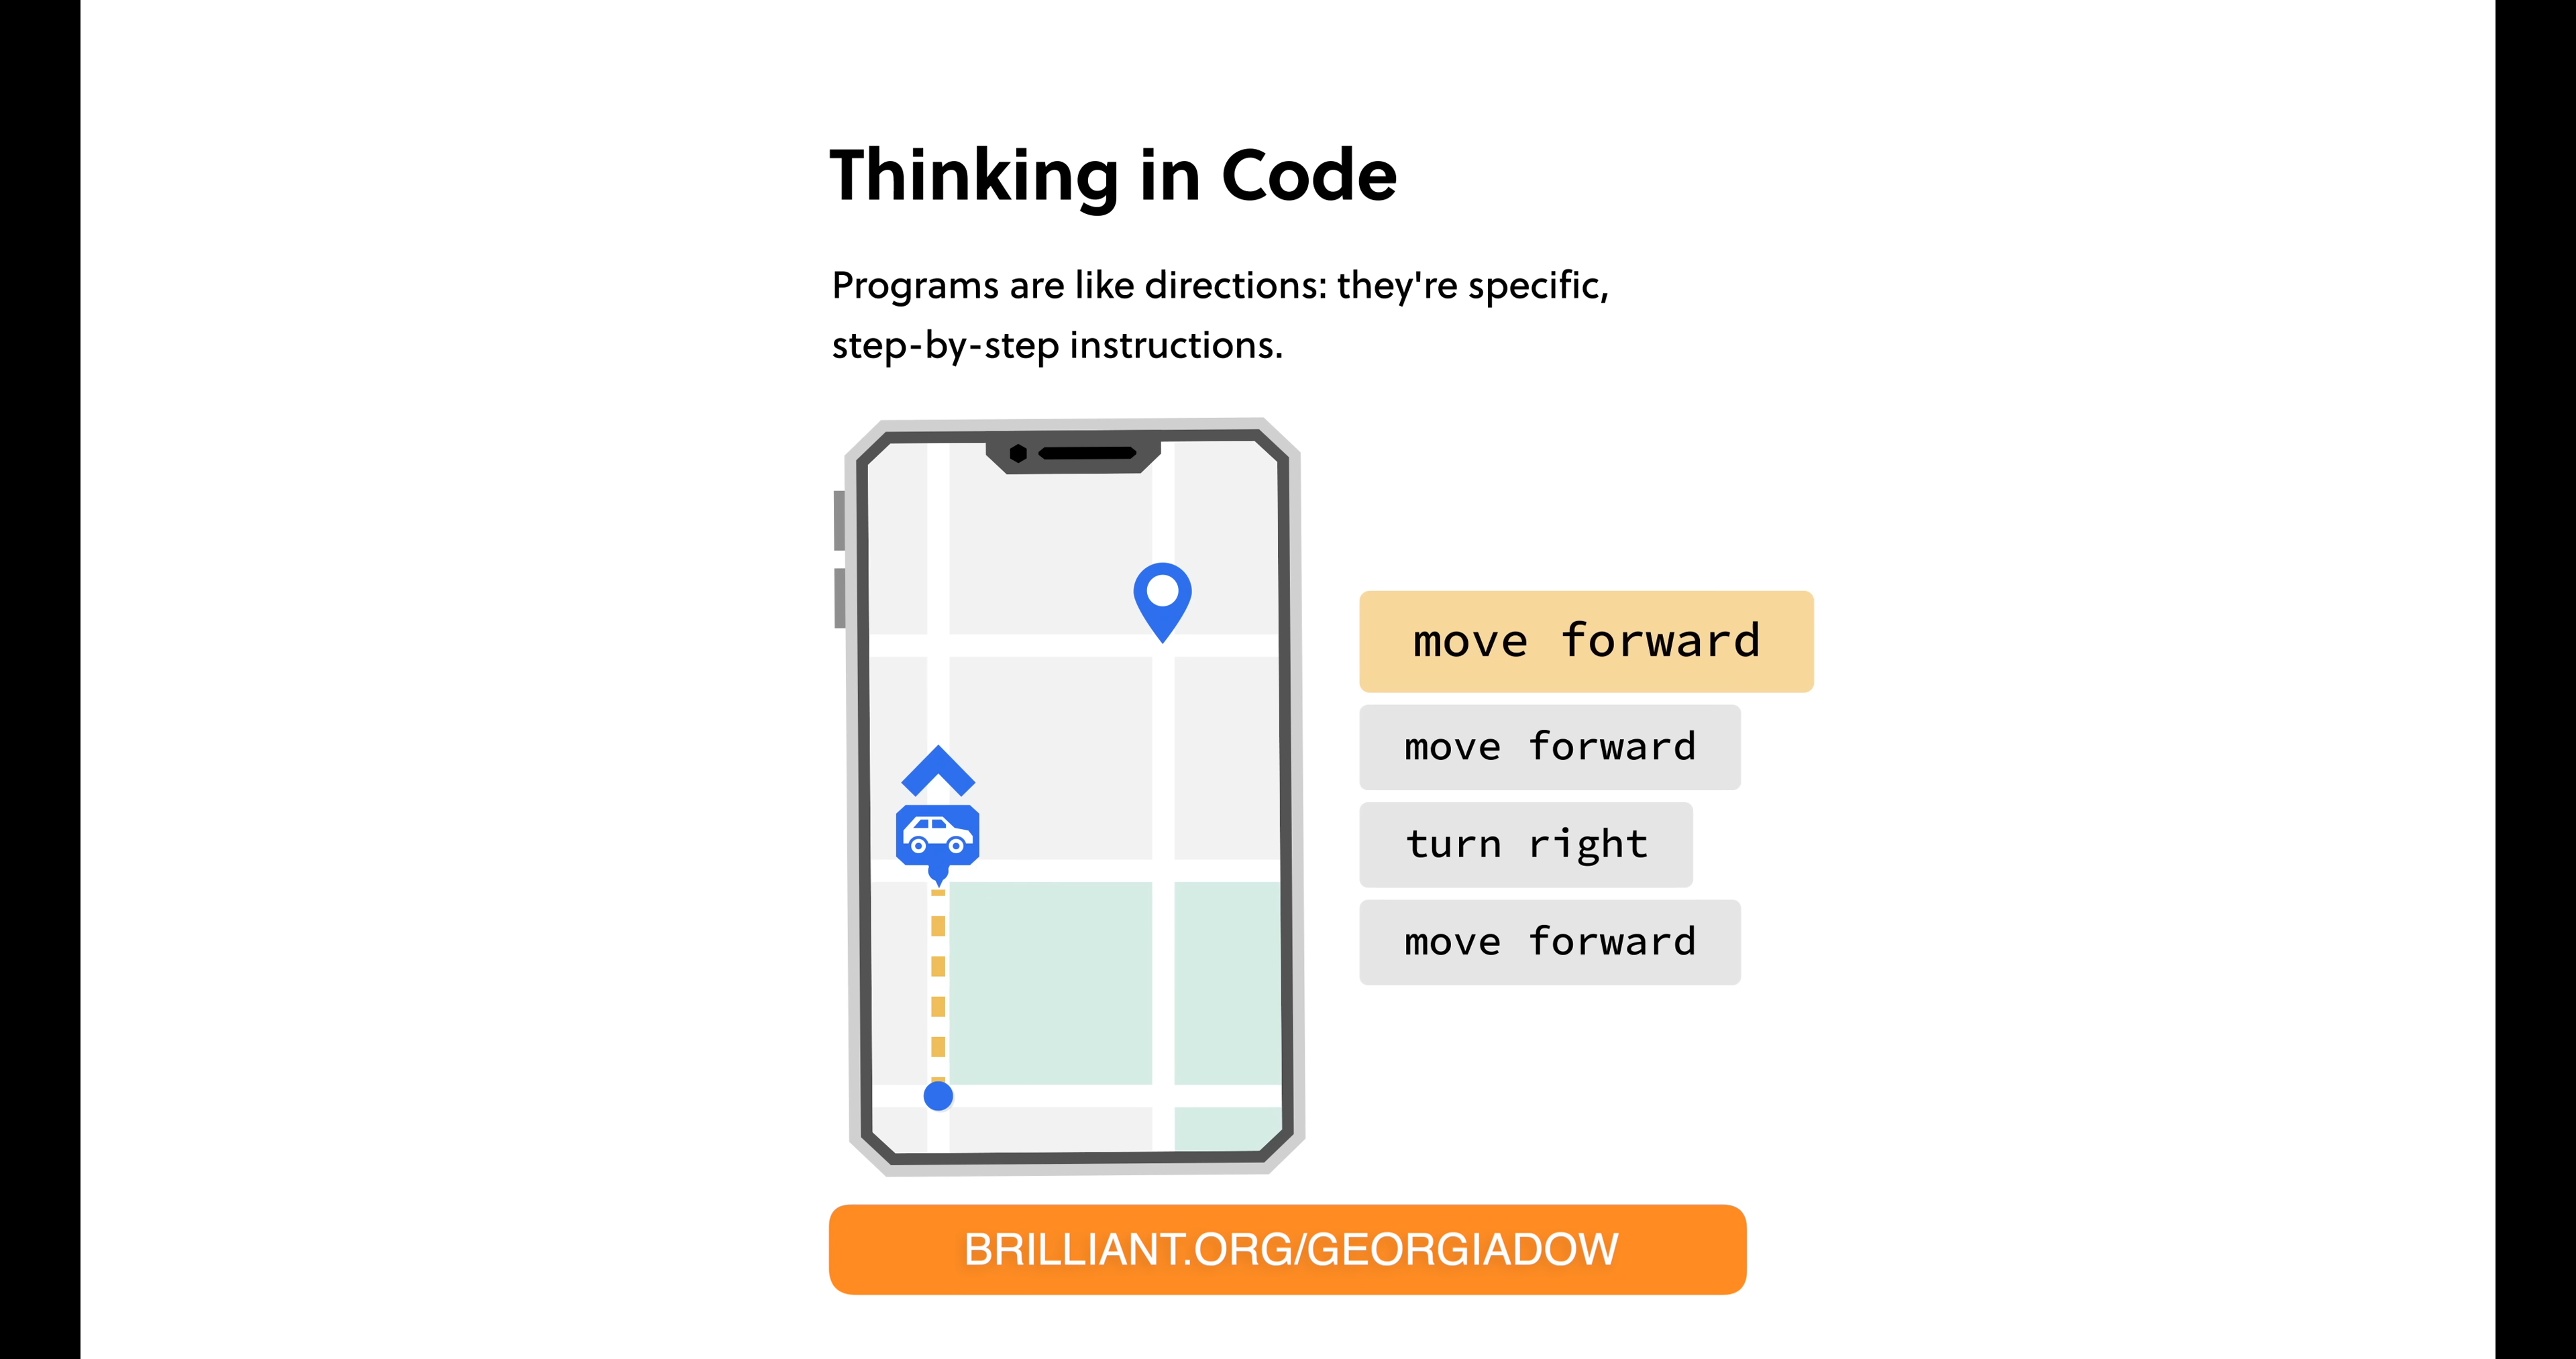 Thinking in Code
Programs are like directions: they're specific,
step-by-step instructions.
move forward
move forward
turn right
move forward
BRILLIANT.ORG/GEORGIADOW